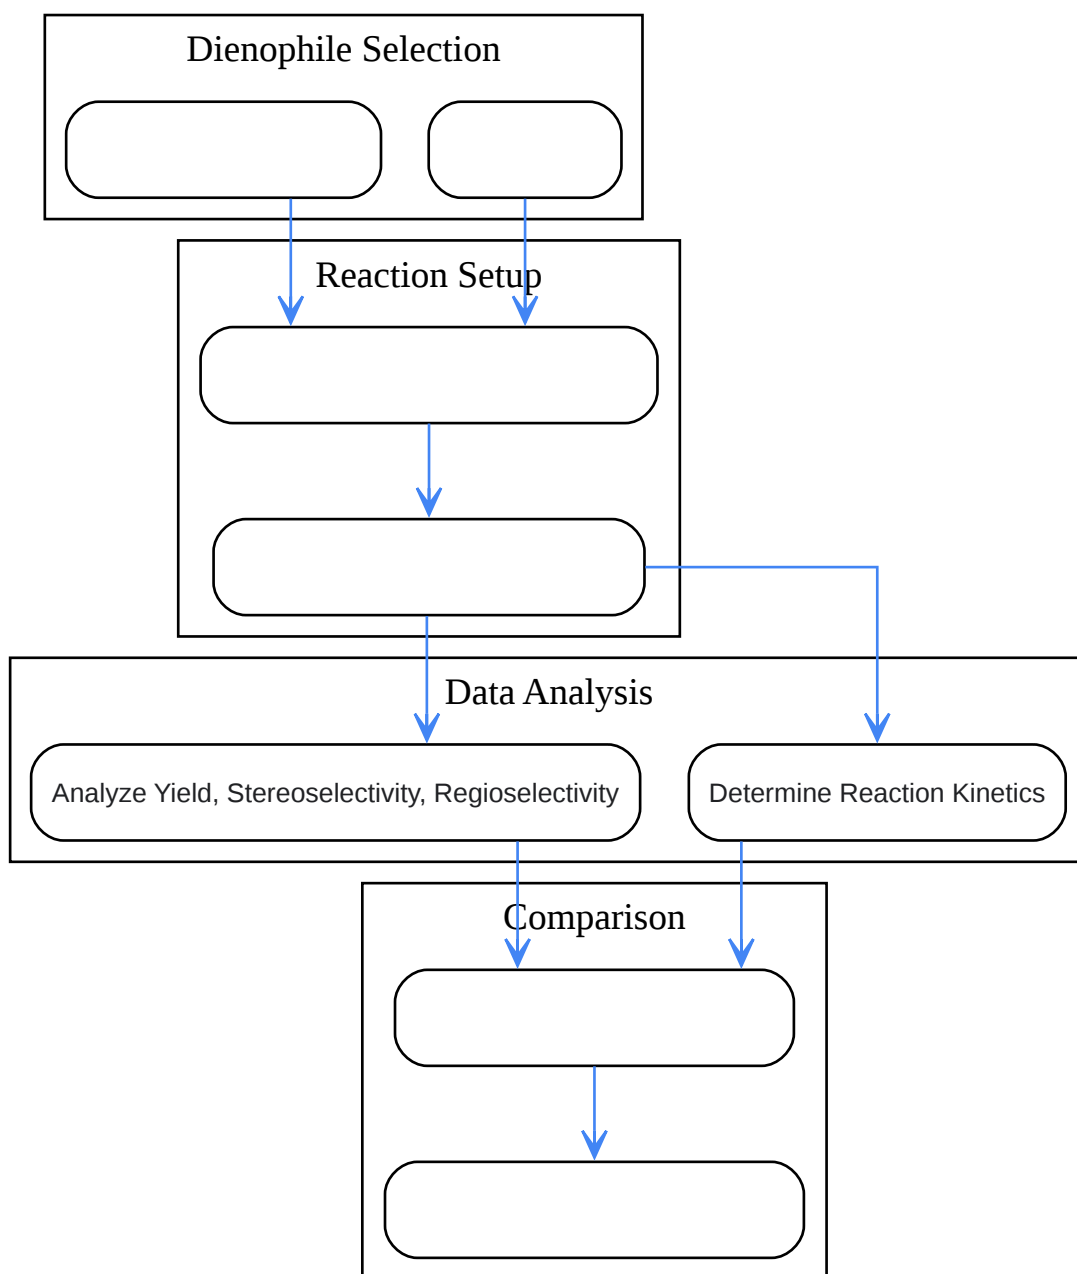 Dienophile Selection
Reaction Setup
Data Analysis
Analyze Yield, Stereoselectivity, Regioselectivity
Determine Reaction Kinetics
Comparison